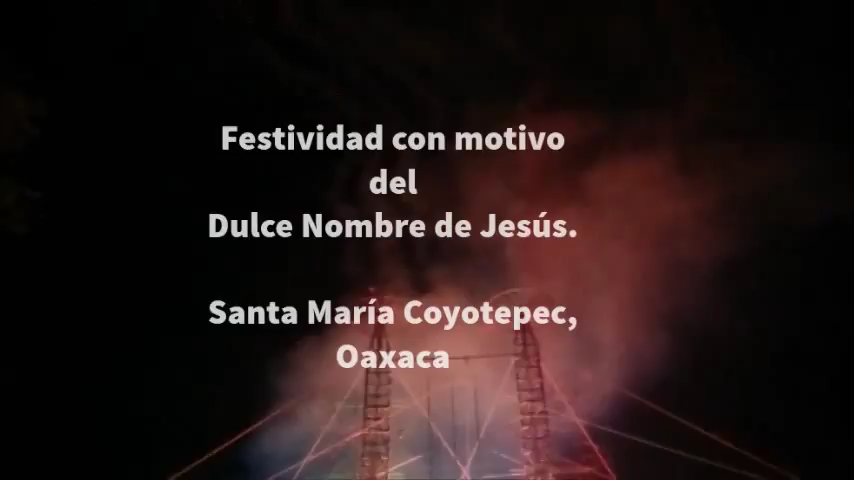 Festividad con motivo
del
Dulce Nombre de Jesús.
Santa María Coyotepec,
Oaxaca